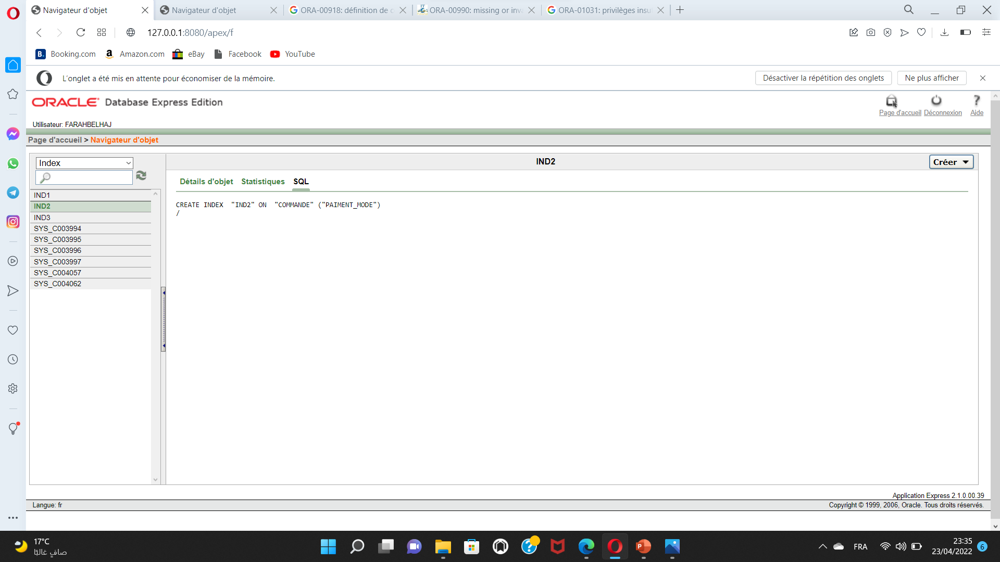 Navigateur d'objet
Navigateur d'objet
ORA-00918: définition de c
ORA-00990: missing or inva
ORA-01031: privilèges insu
127.0.0.1:8080/apex/f
Booking.com
Amazon.com
eBay
Facebook
YouTube
L'onglet a été mis en attente pour économiser de la mémoire.
Désactiver la répétition des onglets
Ne plus afficher
ORACLE Database Express Edition
Page d'accueil
Déconnexion
Aide
Utilisateur: FARAHBELHAJ
Page d'accueil > Navigateur d'objet
Index
IND1
IND2
IND3
SYS_C003994
SYS_C003995
SYS_C003996
SYS_C003997
SYS_C004057
SYS_C004062
IND2
Créer
Détails d'objet
Statistiques
SQL
CREATE INDEX  "IND2" ON  "COMMANDE" ("PAIMENT_MODE")
/
Application Express 2.1.0.00.39
Langue: fr
Copyright © 1999, 2006, Oracle. Tous droits réservés.
17°C
صافٍ غالبًا
FRA
23:35
23/04/2022
6